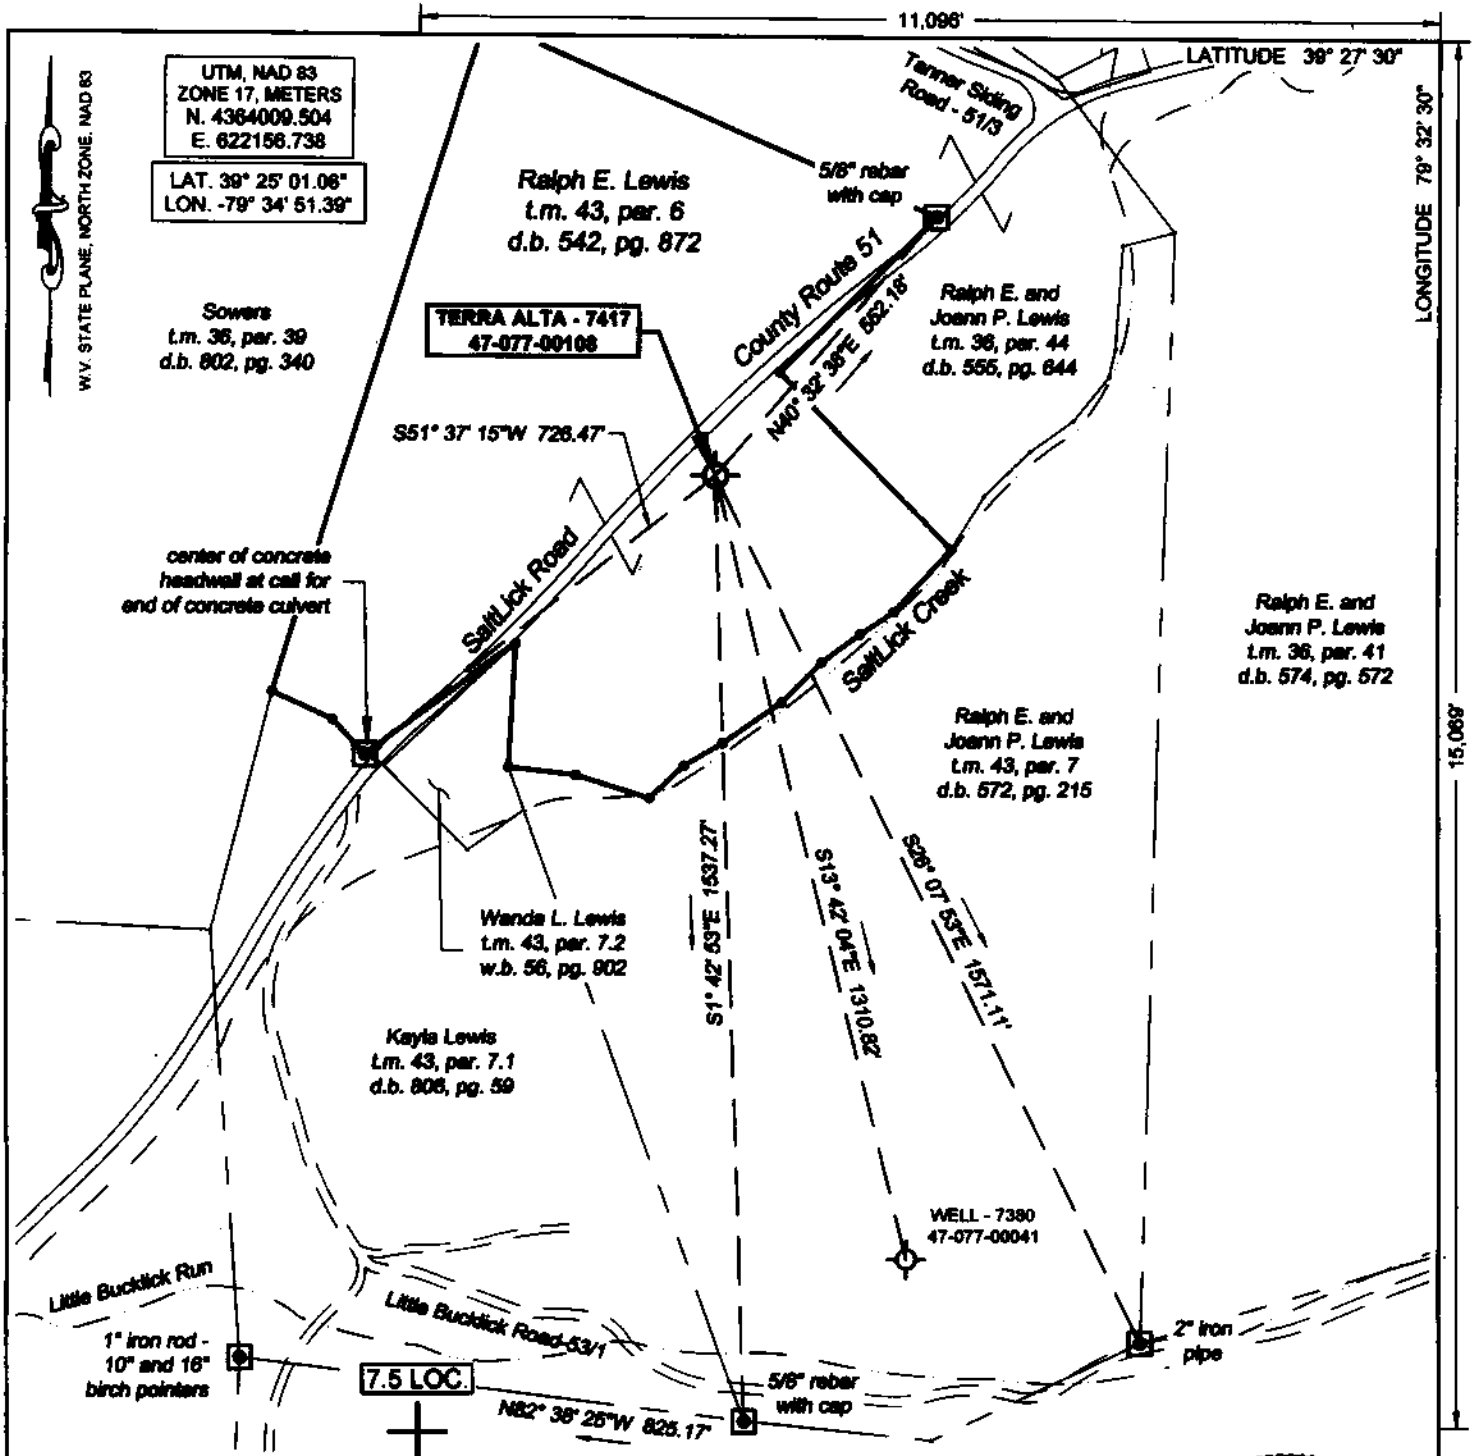 11,096'
LATITUDE 39° 27' 30"
LONGITUDE 79° 32' 30"
15,069'
W.V. STATE PLANE, NORTH ZONE, NAD 83
UTM, NAD 83
ZONE 17, METERS
N. 4364009.504
E. 622156.738
LAT. 39° 25' 01.06"
LON. -79° 34' 51.39"
Tanner Siding
Road - 51/3
Ralph E. Lewis
t.m. 43, par. 6
d.b. 542, pg. 872
5/8" rebar
with cap
County Route 51
Sowers
t.m. 36, par. 39
d.b. 802, pg. 340
TERRA ALTA - 7417
47-077-00108
Ralph E. and
Joann P. Lewis
t.m. 36, par. 44
d.b. 555, pg. 644
N40° 32' 38"E 552.18'
S51° 37' 15"W 726.47'
center of concrete
headwall at call for
end of concrete culvert
SaltLick Road
SaltLick Creek
Ralph E. and
Joann P. Lewis
t.m. 36, par. 41
d.b. 574, pg. 572
Ralph E. and
Joann P. Lewis
t.m. 43, par. 7
d.b. 572, pg. 215
S1° 42' 53"E 1537.27'
S13° 42' 04"E 1310.82'
S26° 07' 53"E 1571.11'
Wanda L. Lewis
t.m. 43, par. 7.2
w.b. 56, pg. 902
Kayla Lewis
t.m. 43, par. 7.1
d.b. 806, pg. 59
WELL - 7380
47-077-00041
Little Bucklick Run
Little Bucklick Road-53/1
1" iron rod -
10" and 16"
birch pointers
7.5 LOC.
5/8" rebar
with cap
2" iron
pipe
N82° 38' 25"W 825.17'